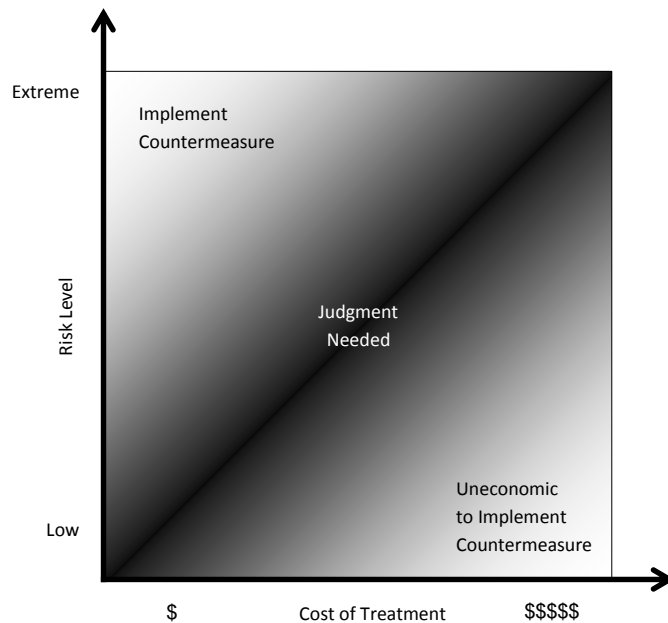 Extreme
Implement
Countermeasure
Risk Level
Judgment
Needed
Uneconomic
to Implement
Countermeasure
Low
$ Cost of Treatment $$$$$